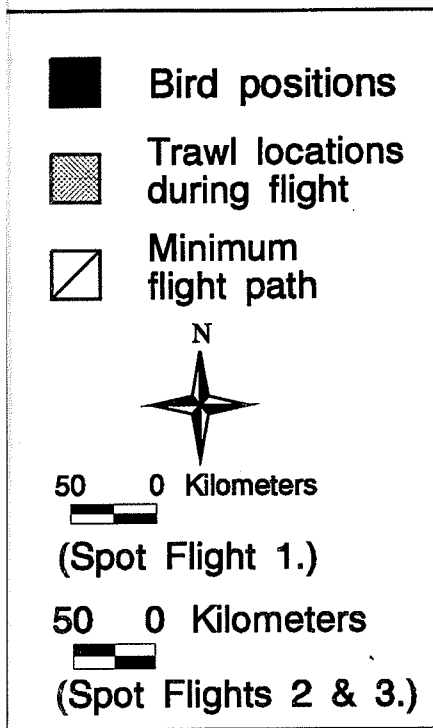 Bird positions
Trawl locations
during flight
Minimum
flight path
N
50 0 Kilometers
(Spot Flight 1.)
50 0 Kilometers
(Spot Flights 2 & 3.)